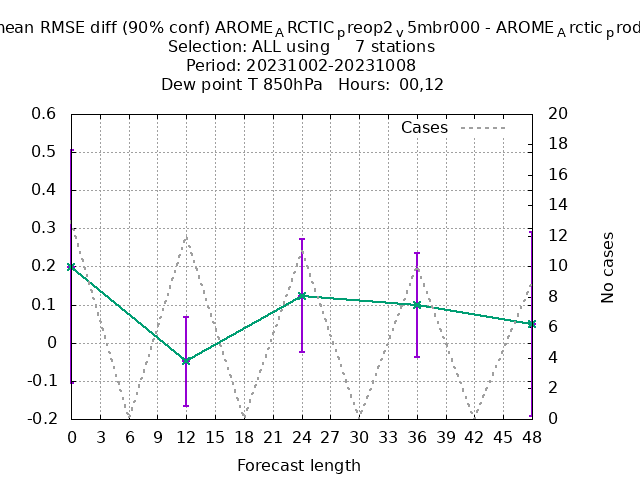 nean RMSE diff (90% conf) AROME_ARCTIC_preop2_v5mbr000 - AROME_Arctic_prod
Selection: ALL using 7 stations
Period: 20231002-20231008
Dew point T 850hPa Hours: 00,12
Cases
0.6
0.5
0.4
0.3
0.2
0.1
0
-0.1
-0.2
20
18
16
14
12
10
8
6
4
2
0
No cases
0 3 6 9 12 15 18 21 24 27 30 33 36 39 42 45 48
Forecast length